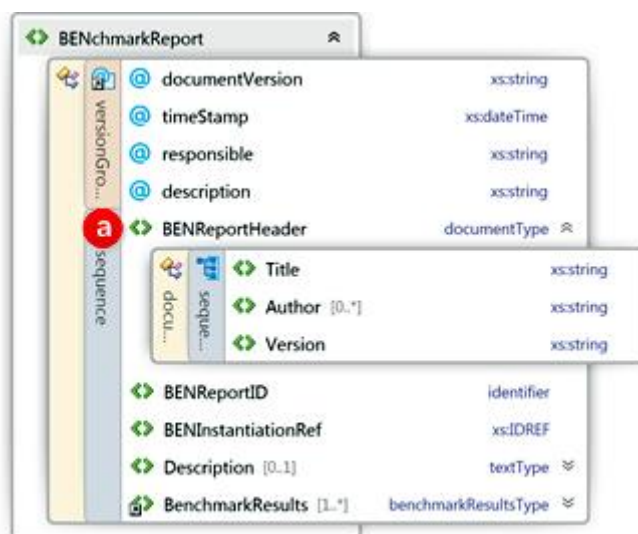 BENchmarkReport
documentVersion xs:string
timeStamp xs:dateTime
responsible xs:string
description xs:string
versionGro...
a
BENReportHeader documentType
sequence
Title xs:string
Author [0..*] xs:string
Version xs:string
docu...
seque...
BENReportID identifier
BENInstantiationRef xs:IDREF
Description [0..1] textType
BenchmarkResults [1..*] benchmarkResultsType